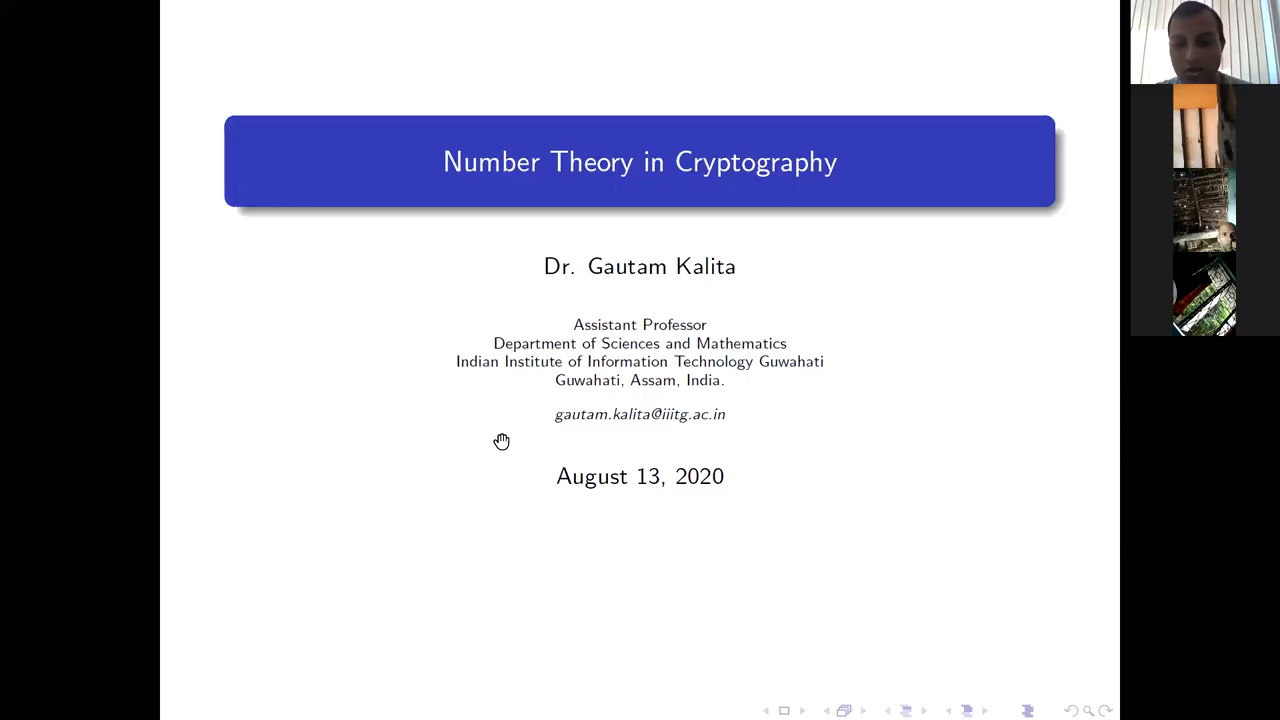 Number Theory in Cryptography
Dr. Gautam Kalita
Assistant Professor
Department of Sciences and Mathematics
Indian Institute of Information Technology Guwahati
Guwahati, Assam, India.
gautam.kalita@iiitg.ac.in
August 13, 2020